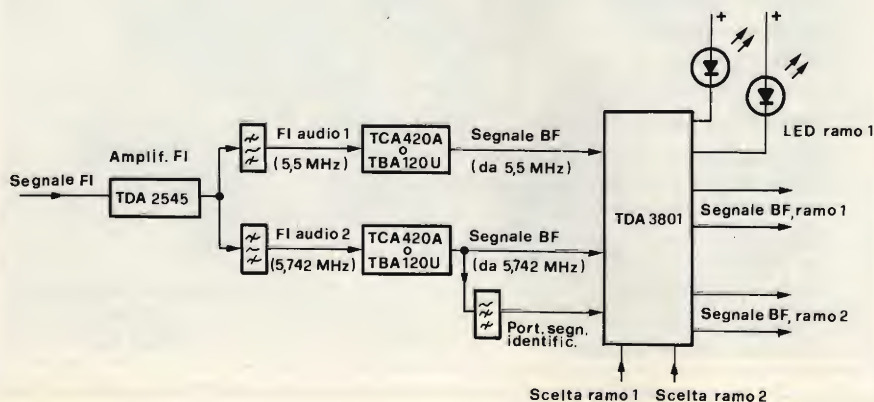 +
+
LED ramo 1
Amplif. FI
Segnale FI
TDA 2545
FI audio 1
(5,5 MHz)
TCA420A
o
TBA120U
Segnale BF
(da 5,5 MHz)
FI audio 2
(5,742 MHz)
TCA420A
o
TBA120U
Segnale BF
(da 5,742 MHz)
Port. segn.
identific.
TDA 3801
Segnale BF, ramo 1
Segnale BF, ramo 2
Scelta ramo 1 Scelta ramo 2